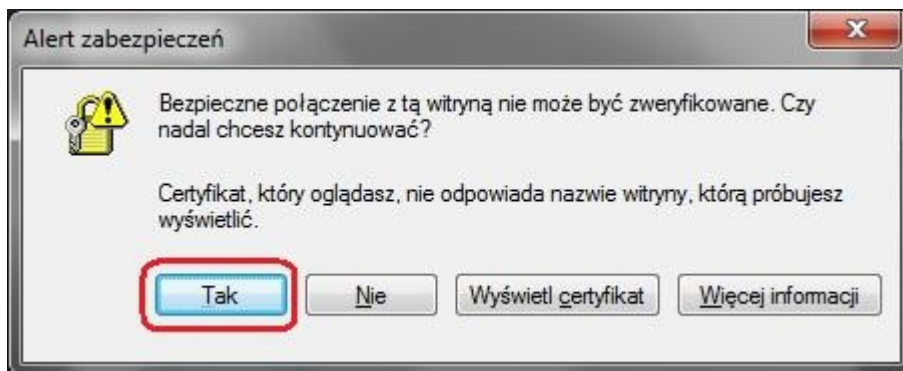 Alert zabezpieczeń
Bezpieczne połączenie z tą witryną nie może być zweryfikowane. Czy
nadal chcesz kontynuować?
Certyfikat, który oglądasz, nie odpowiada nazwie witryny, którą próbujesz
wyświetlić.
Tak Nie Wyświetl certyfikat Więcej informacji